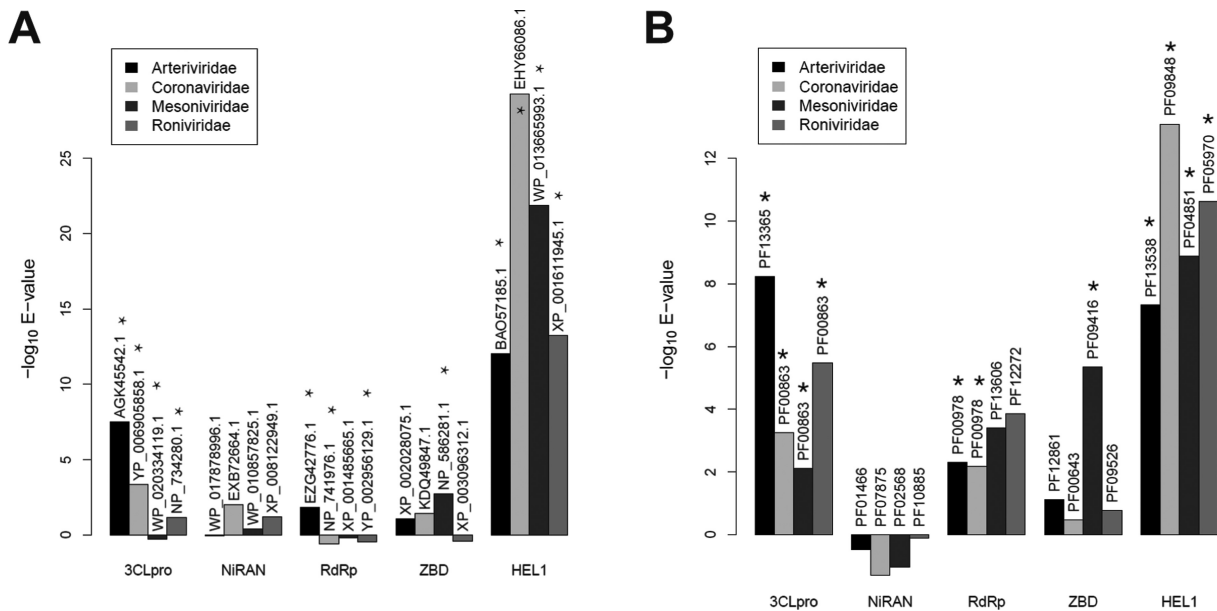 A
Arteriviridae
Coronaviridae
Mesoniviridae
Roniviridae
−log10 E−value
0
5
10
15
20
25
AGK45542.1 *
YP_006905858.1 *
WP_020334119.1 *
NP_734280.1 *
WP_017878996.1
EXB72664.1
WP_010857825.1
XP_008122949.1
EZG42776.1 *
NP_741976.1 *
XP_001485665.1
YP_002956129.1 *
XP_002028075.1
KDQ49847.1
NP_586281.1 *
XP_003096312.1
BAO57185.1 *
EHY66086.1 *
WP_013665993.1 *
XP_001611945.1 *
3CLpro
NiRAN
RdRp
ZBD
HEL1
B
Arteriviridae
Coronaviridae
Mesoniviridae
Roniviridae
−log10 E−value
0
2
4
6
8
10
12
PF13365 *
PF00863 *
PF00863 *
PF00863 *
PF01466
PF07875
PF02568
PF10885
PF00978 *
PF00978 *
PF13606
PF12272
PF12861
PF00643
PF09416 *
PF09526
PF13538 *
PF09848 *
PF04851 *
PF05970 *
3CLpro
NiRAN
RdRp
ZBD
HEL1